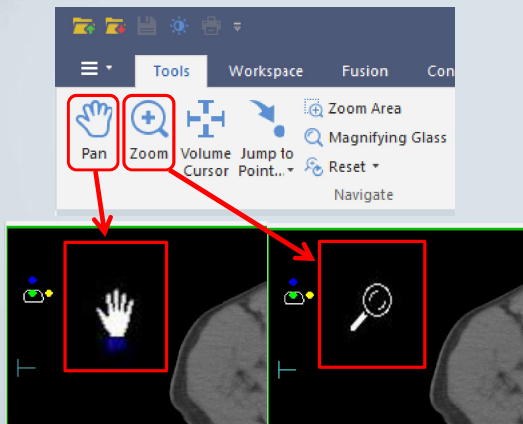 Tools Workspace Fusion Con
Pan Zoom Volume Cursor Jump to Point... Zoom Area
Magnifying Glass
Reset
Navigate